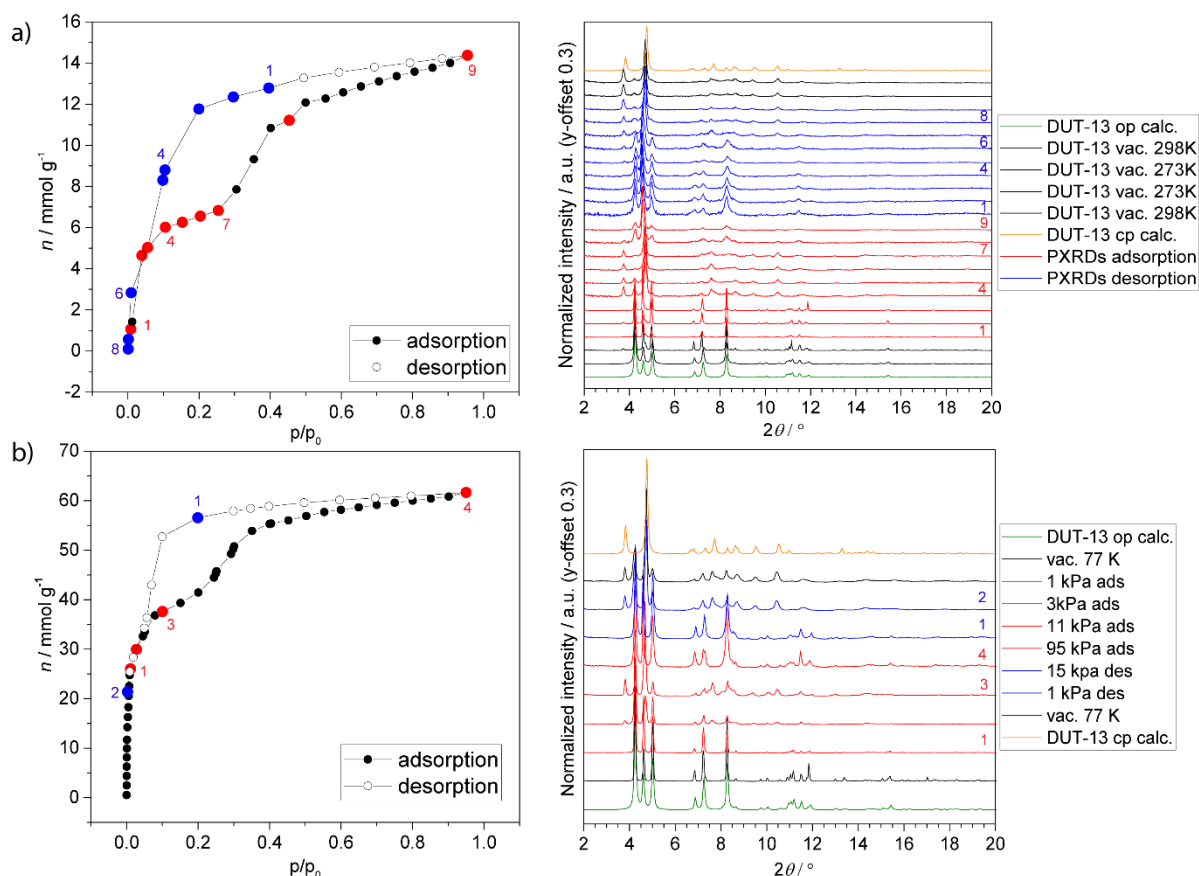 a)
n / mmol g⁻¹
16
14
12
10
8
6
4
2
0
-2
0.0 0.2 0.4 0.6 0.8 1.0
p/p₀
1
4
6
8
1
4
7
9
adsorption
desorption
Normalized intensity / a.u. (y-offset 0.3)
8
6
4
1
9
7
4
1
2 4 6 8 10 12 14 16 18 20
2θ / °
DUT-13 op calc.
DUT-13 vac. 298K
DUT-13 vac. 273K
DUT-13 vac. 273K
DUT-13 vac. 298K
DUT-13 cp calc.
PXRDs adsorption
PXRDs desorption
b)
n / mmol g⁻¹
70
60
50
40
30
20
10
0
0.0 0.2 0.4 0.6 0.8 1.0
p/p₀
1
4
3
1
2
adsorption
desorption
Normalized intensity / a.u. (y-offset 0.3)
2
1
4
3
1
2 4 6 8 10 12 14 16 18 20
2θ / °
DUT-13 op calc.
vac. 77 K
1 kPa ads
3kPa ads
11 kPa ads
95 kPa ads
15 kpa des
1 kPa des
vac. 77 K
DUT-13 cp calc.